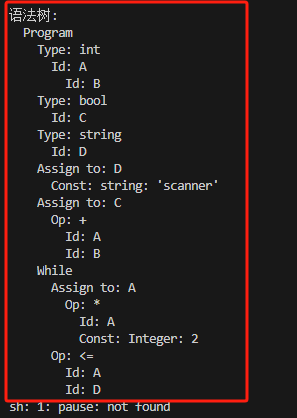 语法树:
Program
Type: int
Id: A
Id: B
Type: bool
Id: C
Type: string
Id: D
Assign to: D
Const: string: 'scanner'
Assign to: C
Op: +
Id: A
Id: B
While
Assign to: A
Op: *
Id: A
Const: Integer: 2
Op: <=
Id: A
Id: D
sh: 1: pause: not found